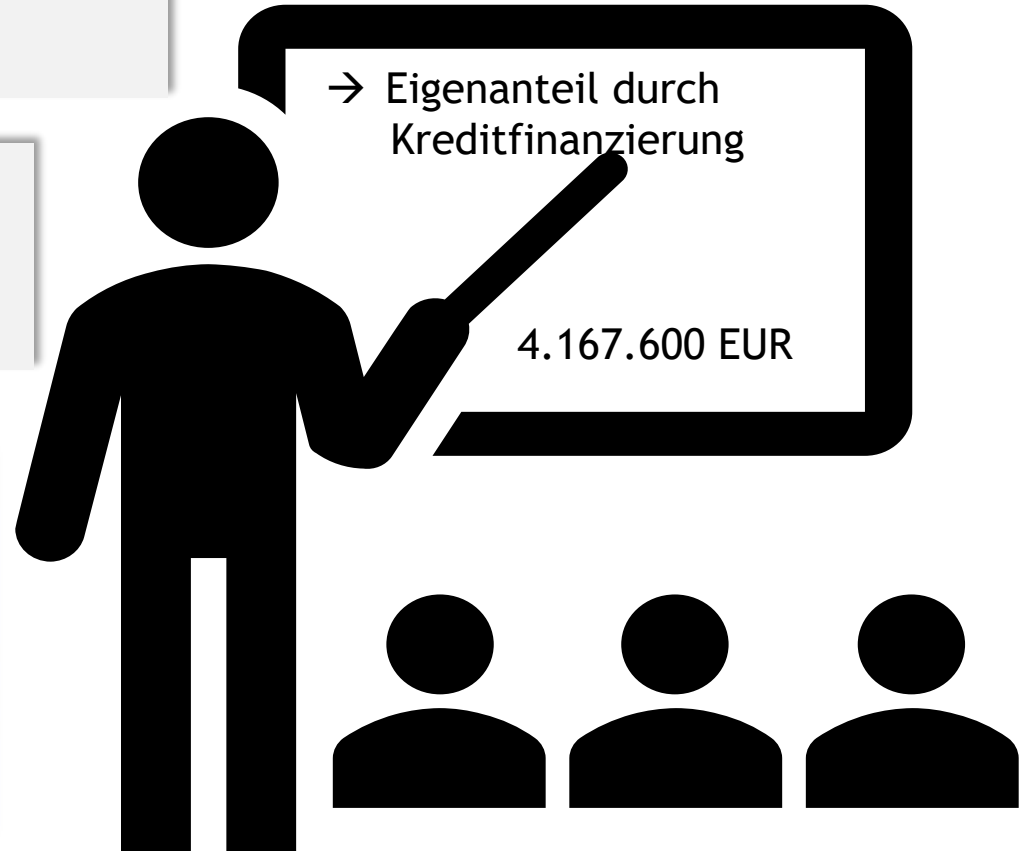 → Eigenanteil durch
Kreditfinanzierung
4.167.600 EUR